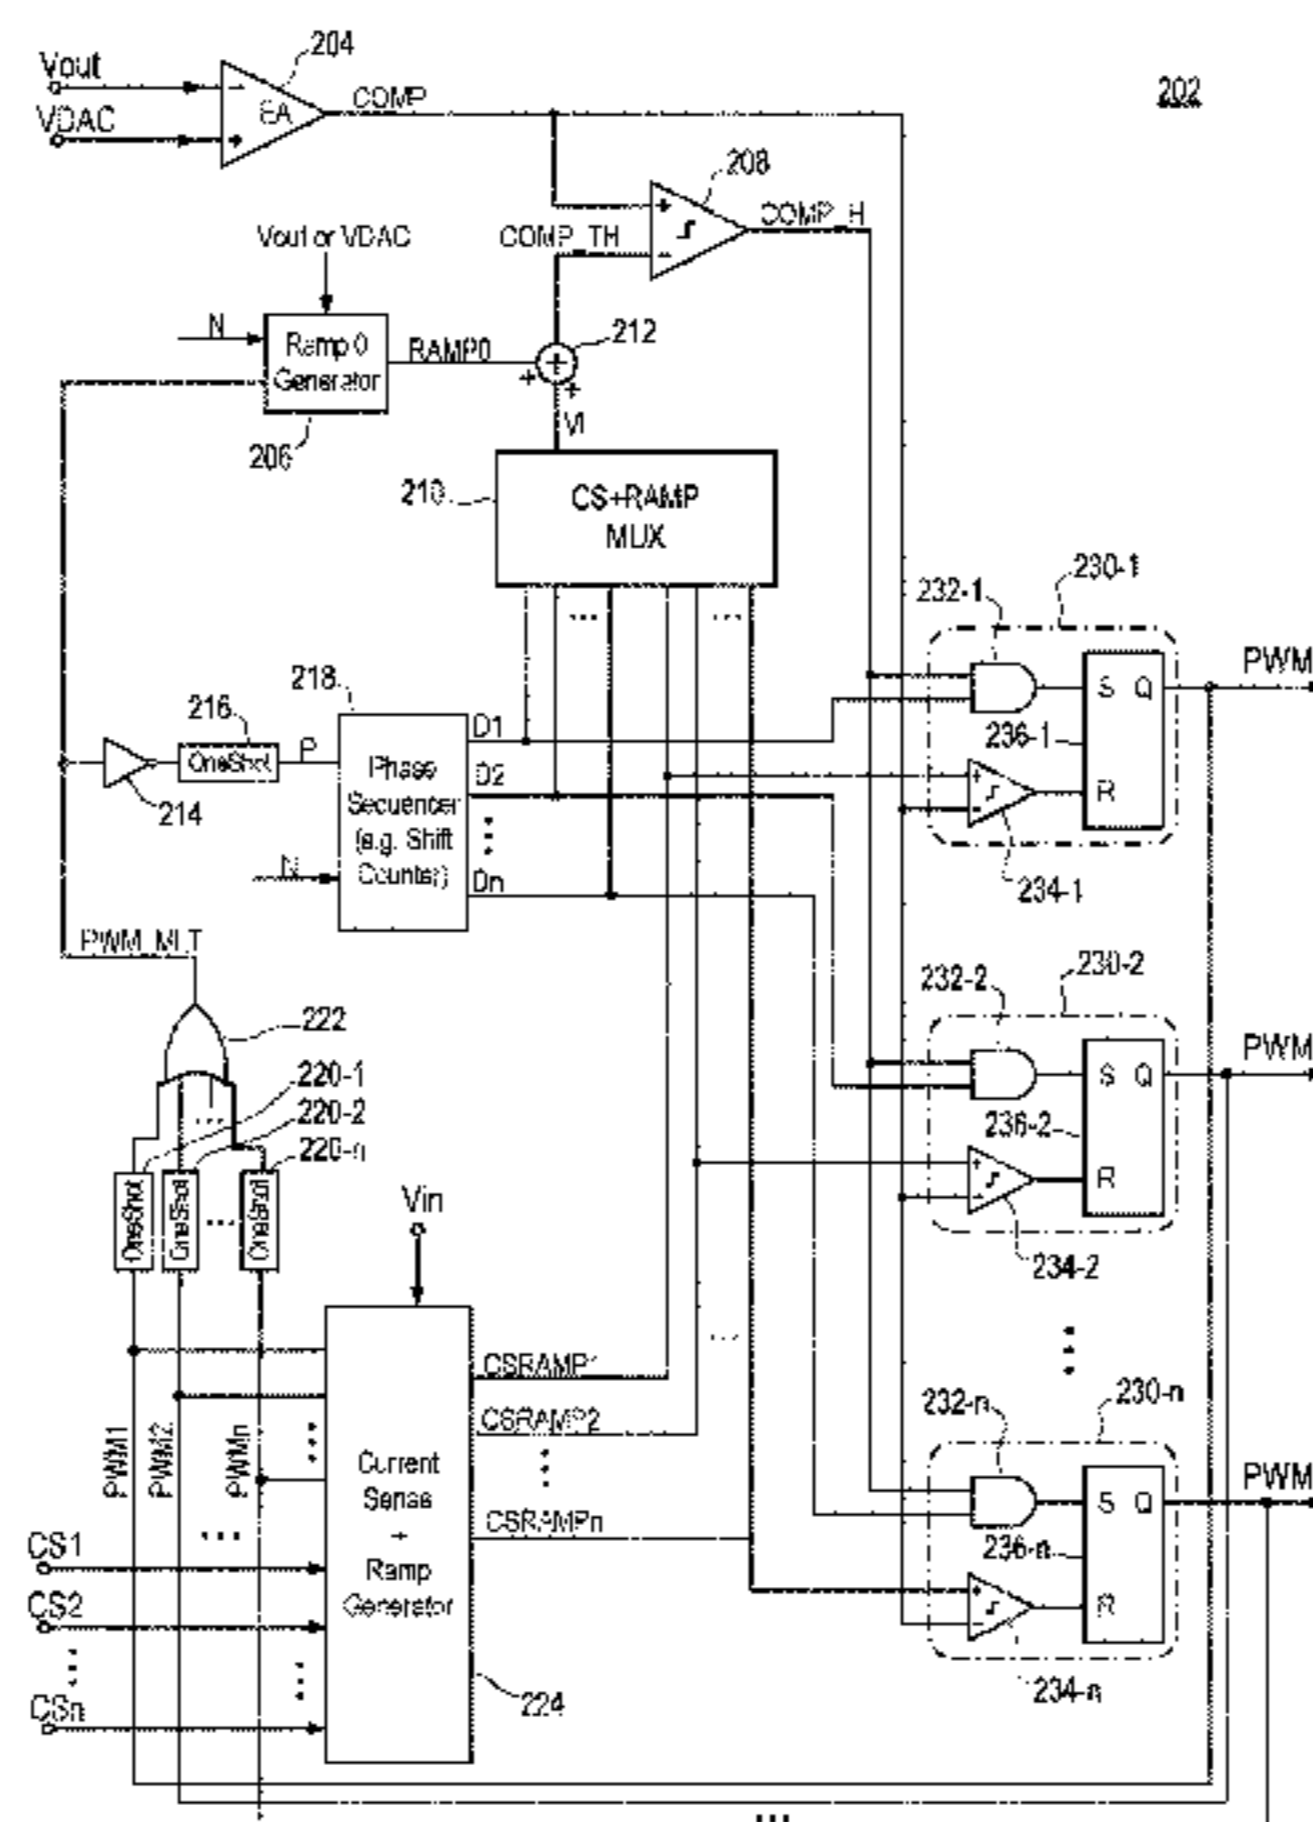 204
Vout
VDAC
EA
COMP
202
208
COMP_H
Vout or VDAC
COMP_TH
N
Ramp 0
Generator
RAMP0
212
+
+
+
206
VI
210
CS+RAMP
MUX
...
...
230-1
232-1
PWM
S Q
236-1
R
234-1
218
216
OneShot
P
214
Phase
Sequencer
(e.g. Shift
Counter)
N
D1
D2
Dn
PWM_MLT
222
220-1
220-2
220-n
...
OneShot
OneShot
...
OneShot
230-2
232-2
PWM
S Q
236-2
R
234-2
Vin
CSRAMP
CSRAMP2
CSRAMPn
...
PWM1
PWM2
PWMn
...
Current
Sense
+
Ramp
Generator
224
CS1
CS2
CSn
230-n
232-n
PWM
S Q
236-n
R
234-n
...